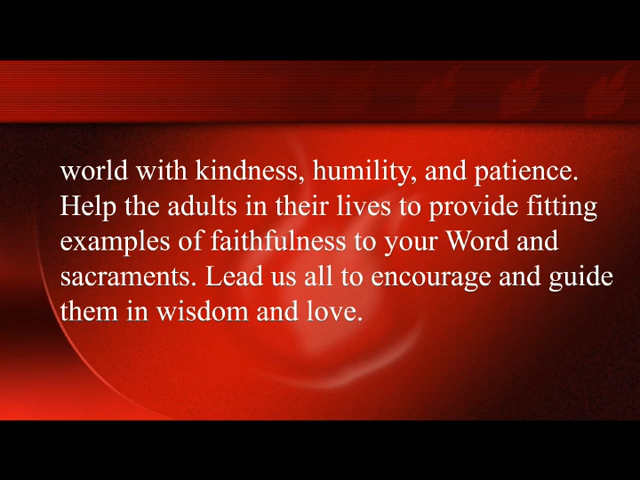 world with kindness, humility, and patience.
Help the adults in their lives to provide fitting
examples of faithfulness to your Word and
sacraments. Lead us all to encourage and guide
them in wisdom and love.